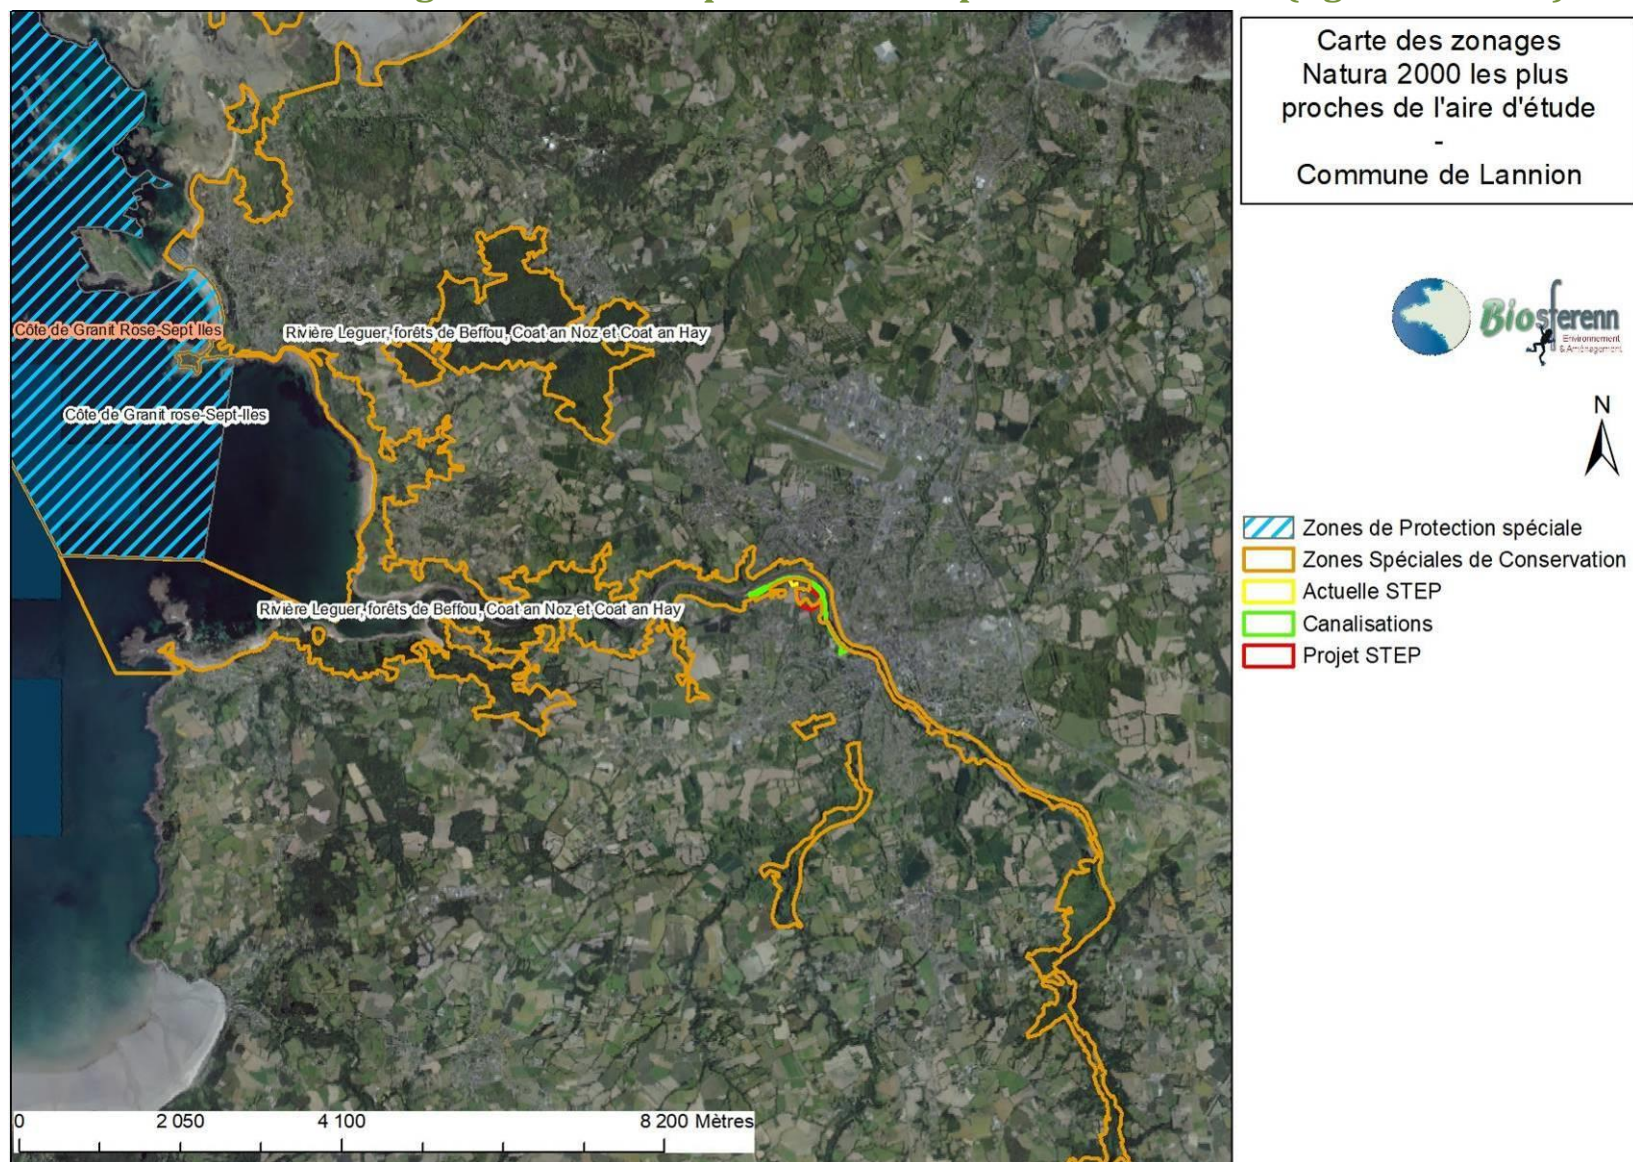 Carte des zonages
Natura 2000 les plus
proches de l'aire d'étude
-
Commune de Lannion
Biosferenn
Environnement
& Aménagement
N
Zones de Protection spéciale
Zones Spéciales de Conservation
Actuelle STEP
Canalisations
Projet STEP
Côte de Granit Rose-Sept Iles
Rivière Leguer, forêts de Beffou, Coat an Noz et Coat an Hay
Côte de Granit rose-Sept-Iles
Rivière Leguer, forêts de Beffou, Coat an Noz et Coat an Hay
0 2 050 4 100 8 200 Mètres